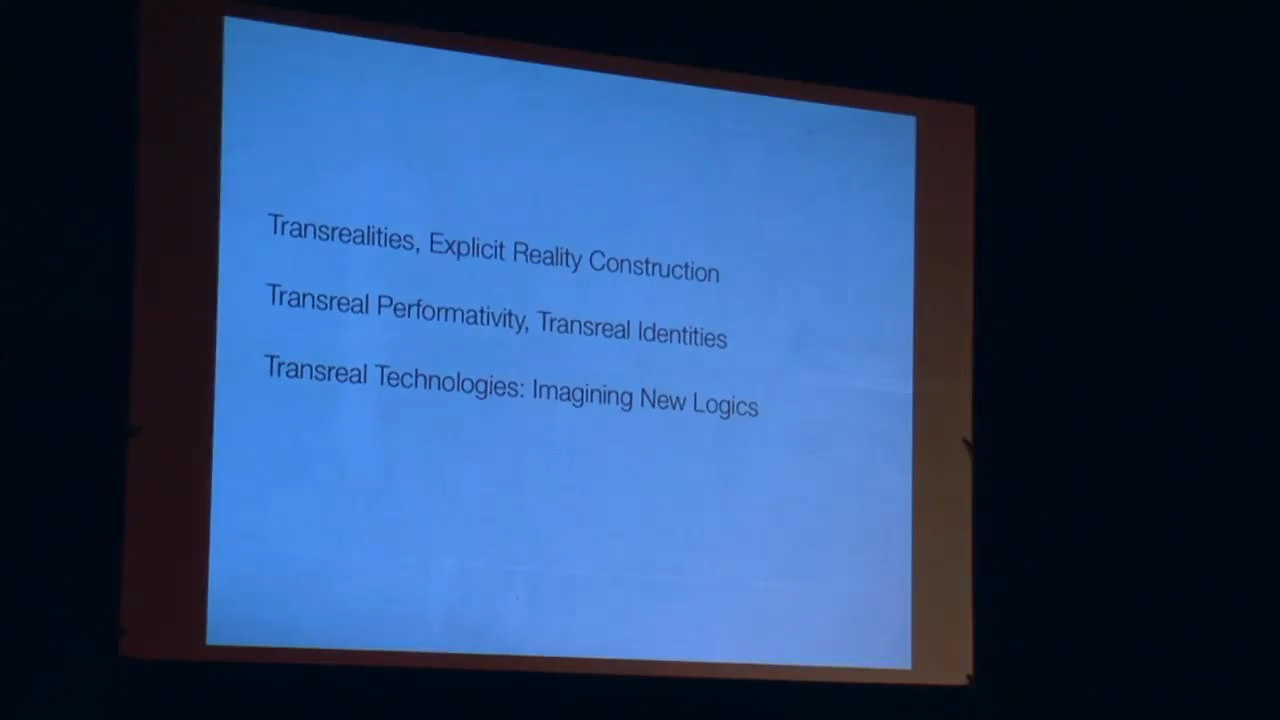 Transrealities, Explicit Reality Construction
Transreal Performativity, Transreal Identities
Transreal Technologies: Imagining New Logics